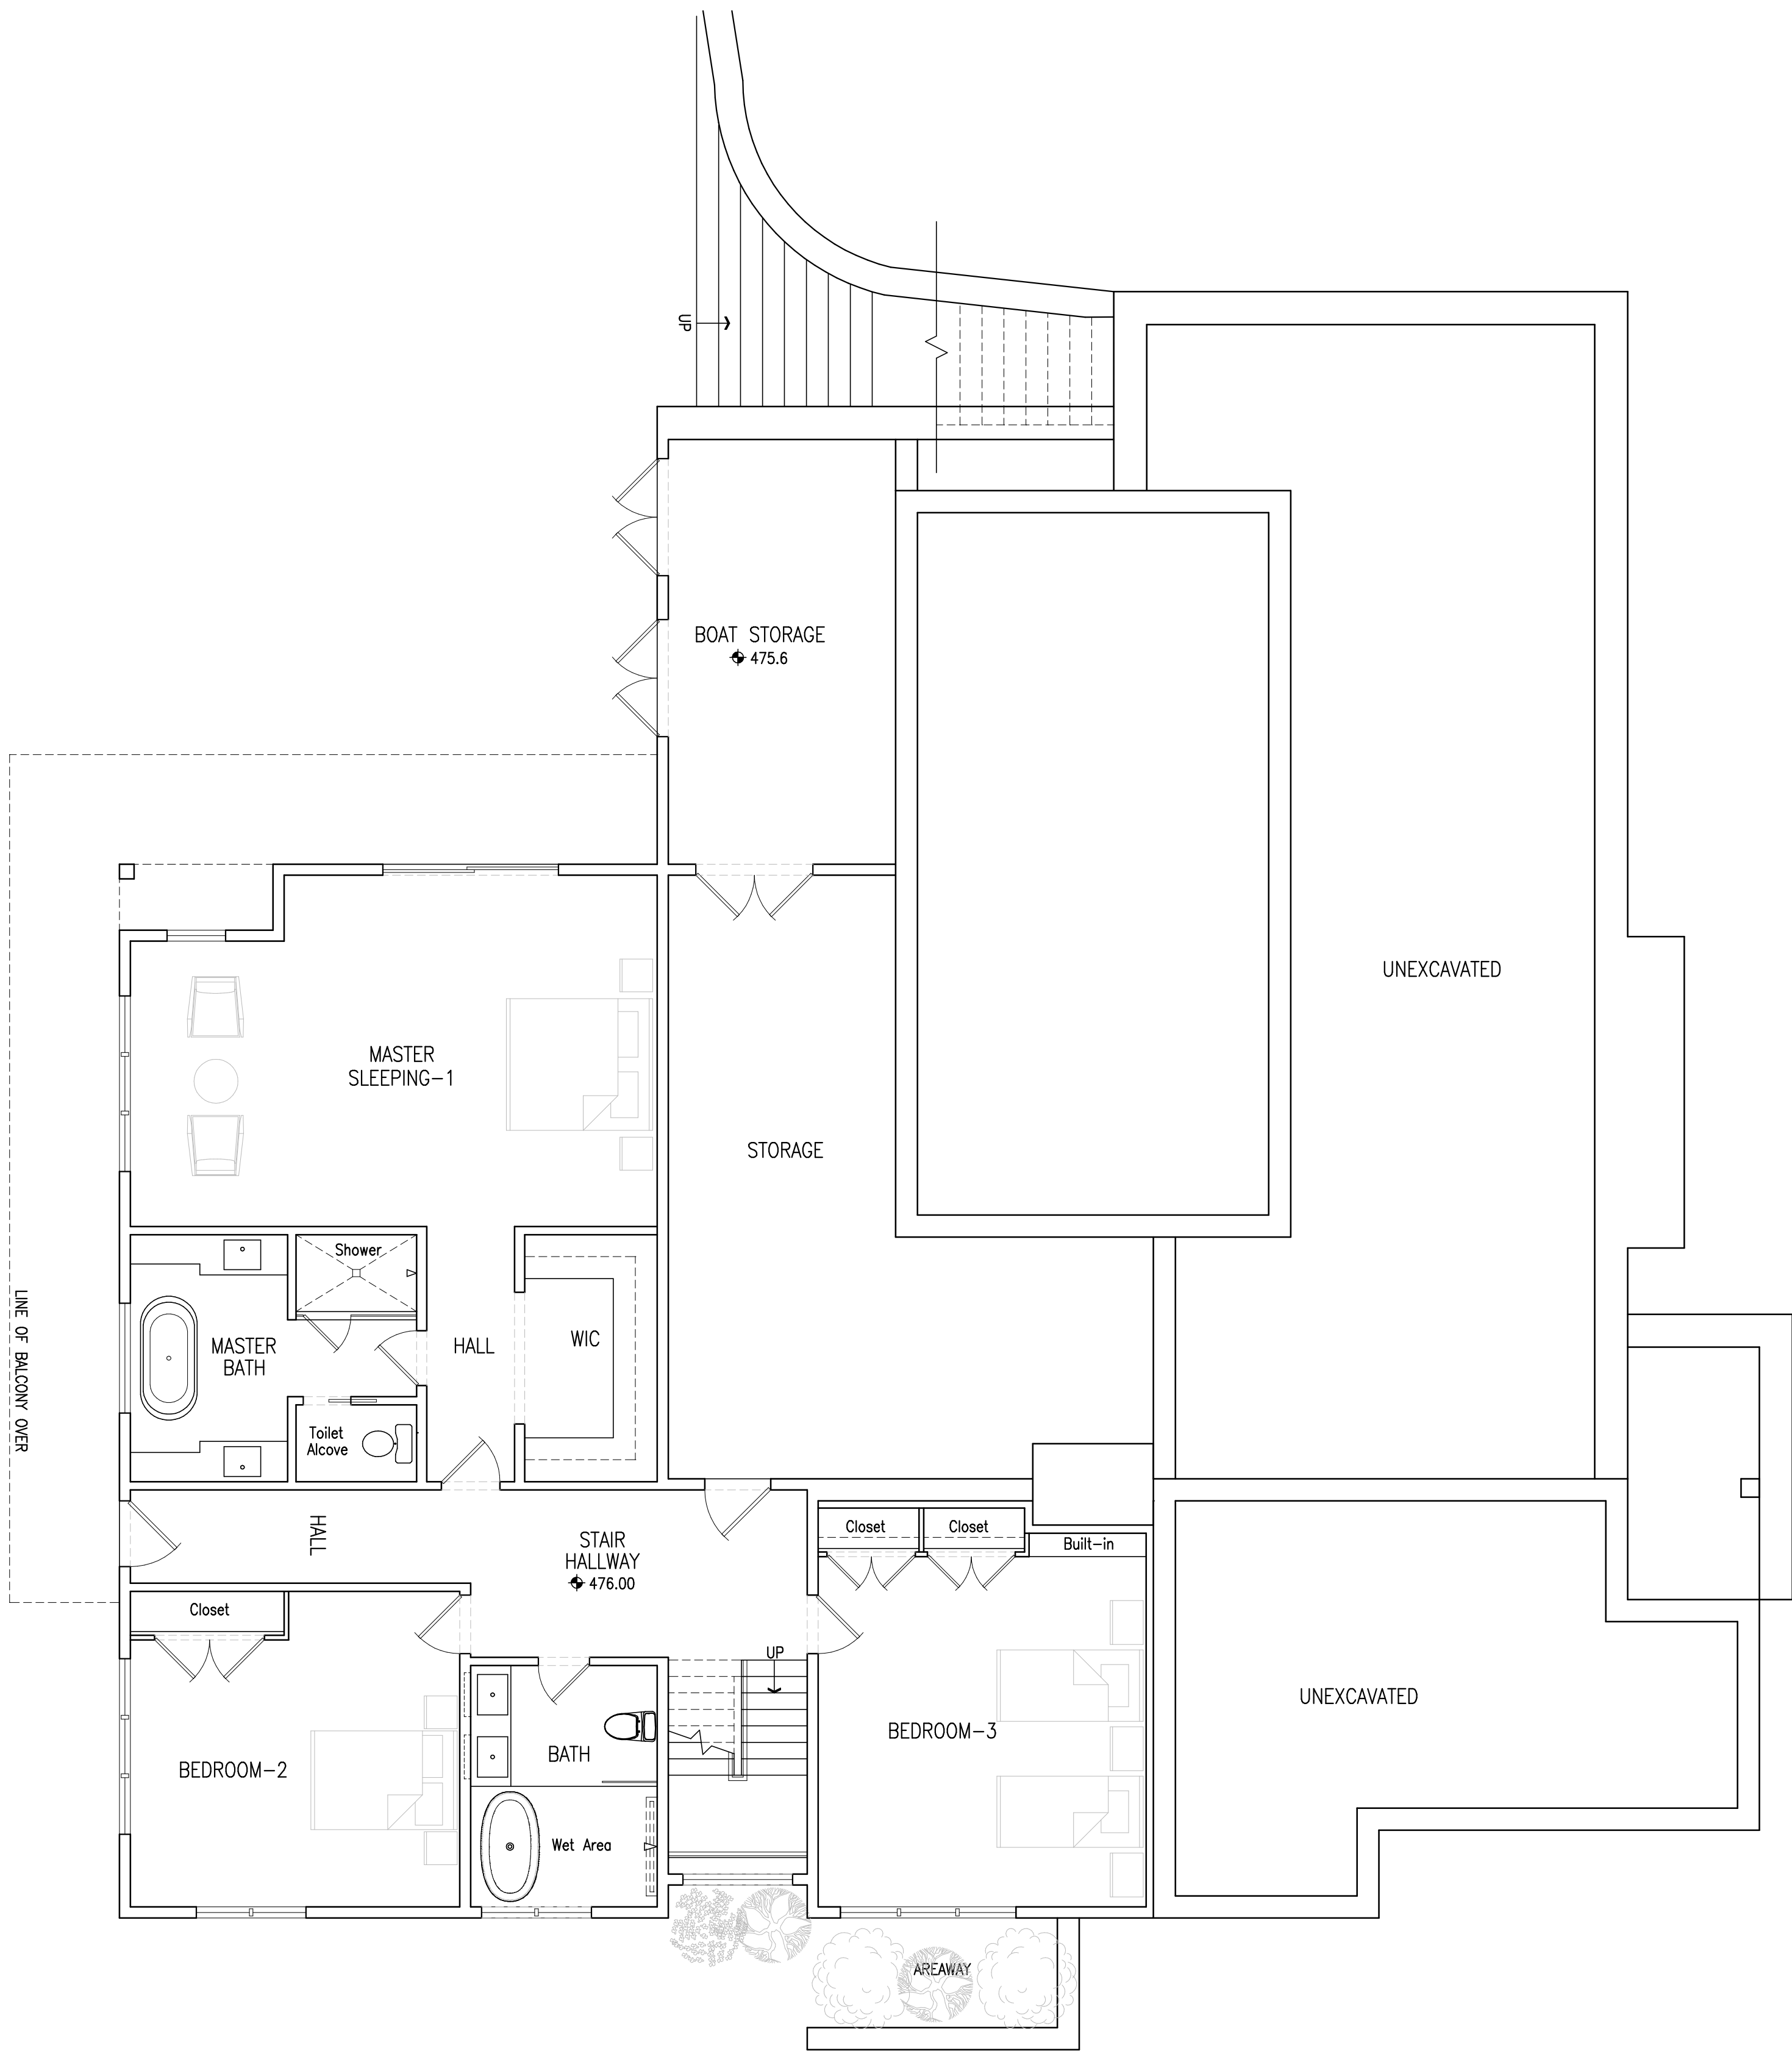 UP
BOAT STORAGE
475.6
UNEXCAVATED
MASTER
SLEEPING-1
STORAGE
Shower
LINE OF BALCONY OVER
MASTER
BATH
HALL
WIC
Toilet
Alcove
HALL
STAIR
HALLWAY
476.00
Closet
Closet
Built-in
Closet
UP
UNEXCAVATED
BEDROOM-3
BATH
BEDROOM-2
Wet Area
AREAWAY